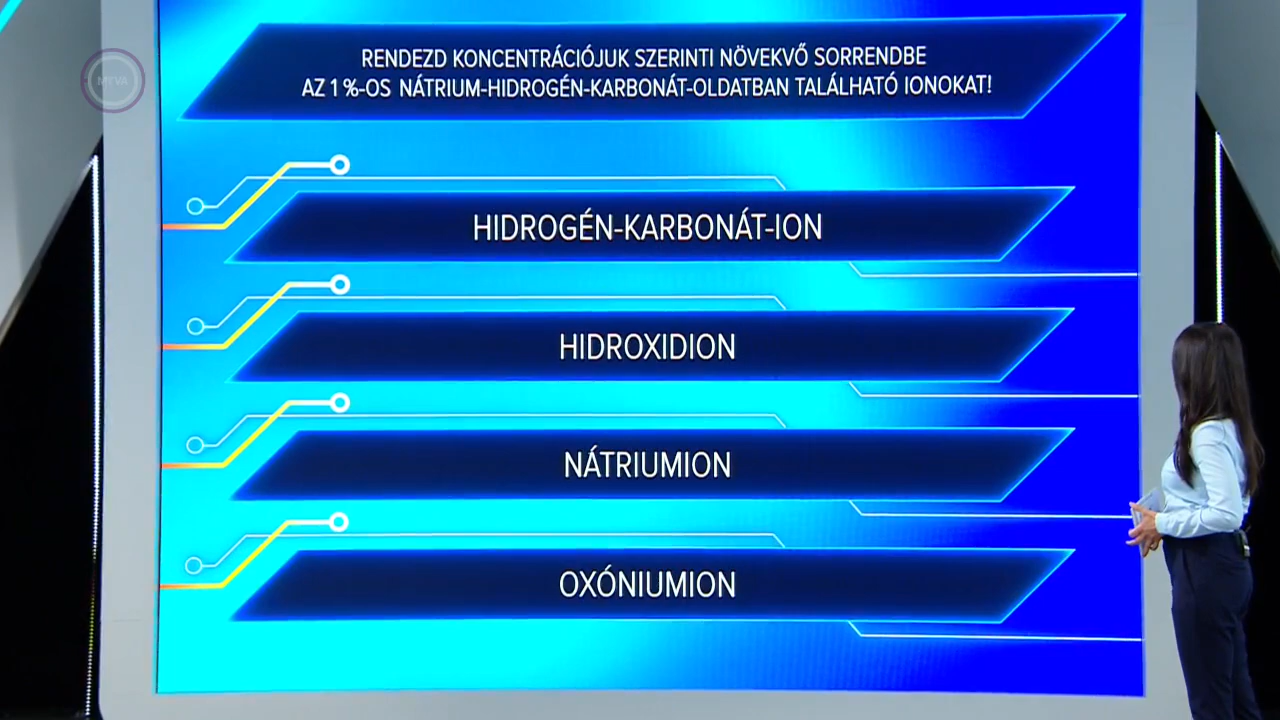 RENDEZD KONCENTRÁCIÓJUK SZERINTI NÖVEKVŐ SORRENDBE
AZ 1 %-OS NÁTRIUM-HIDROGÉN-KARBONÁT-OLDATBAN TALÁLHATÓ IONOKAT!
MTVA
HIDROGÉN-KARBONÁT-ION
HIDROXIDION
NÁTRIUMION
OXÓNIUMION